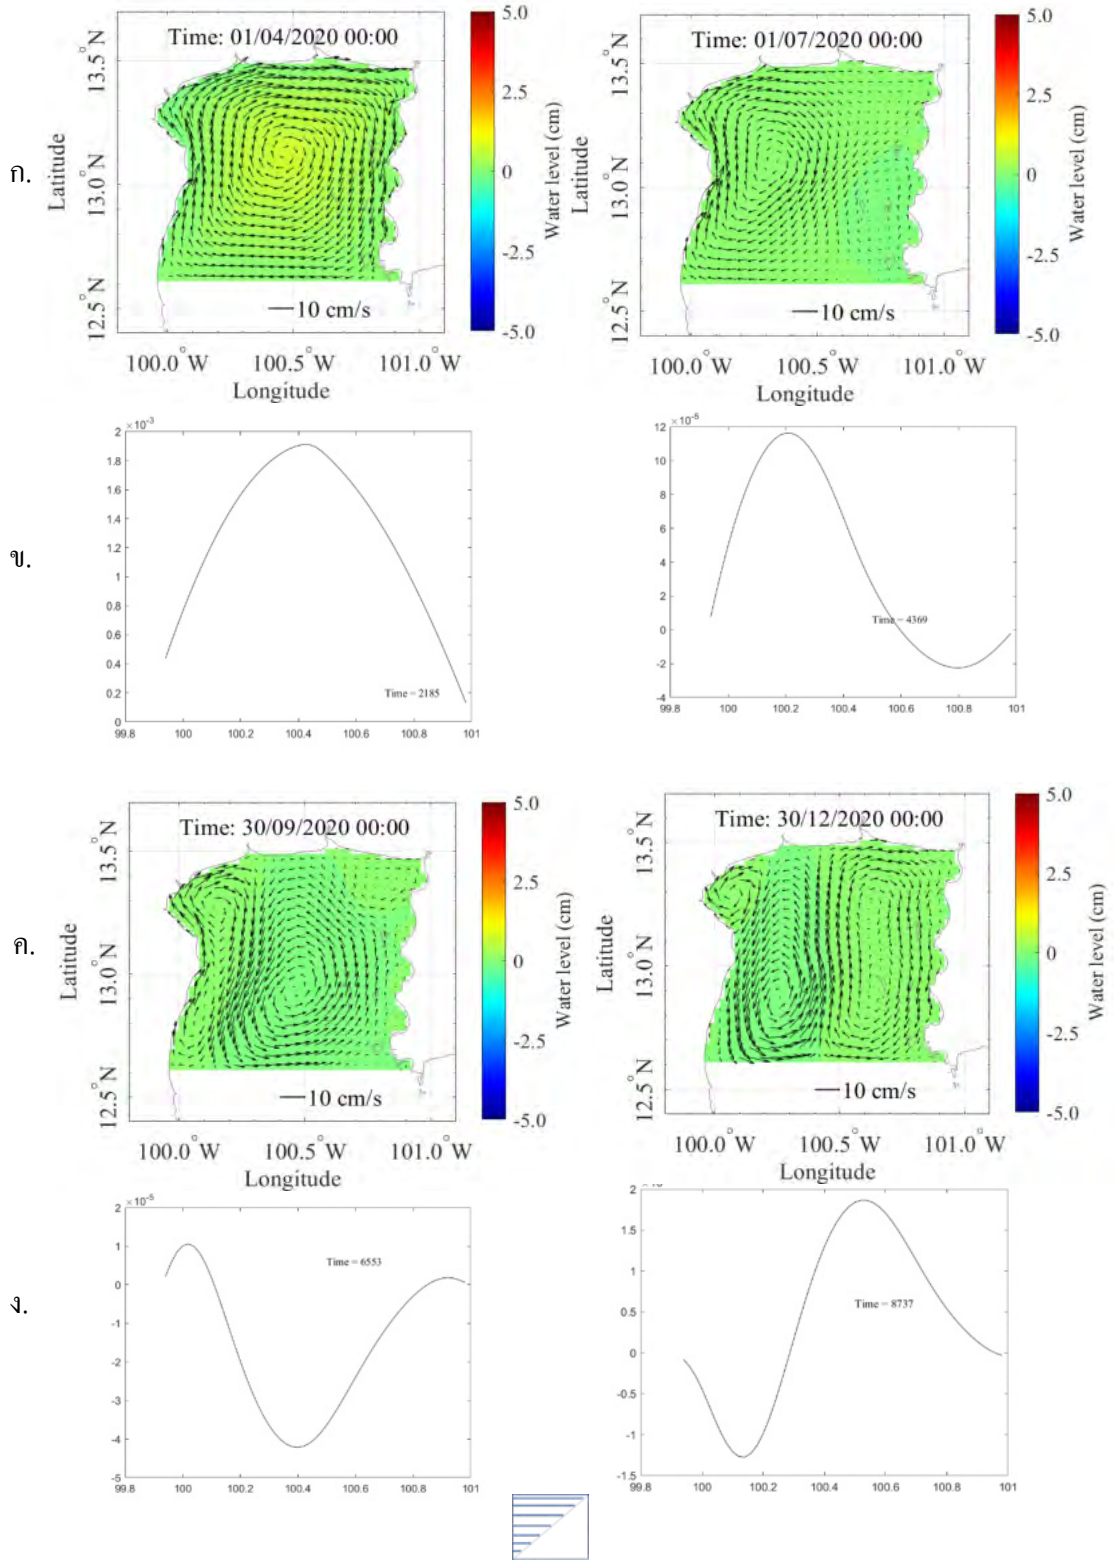 ก.
Time: 01/04/2020 00:00
13.5° N
13.0° N
12.5° N
Latitude
10 cm/s
100.0° W 100.5° W 101.0° W
Longitude
5.0
2.5
0
-2.5
-5.0
Water level (cm)
Time: 01/07/2020 00:00
13.5° N
13.0° N
12.5° N
Latitude
10 cm/s
100.0° W 100.5° W 101.0° W
Longitude
5.0
2.5
0
-2.5
-5.0
Water level (cm)
ข.
×10-3
2
1.8
1.6
1.4
1.2
1
0.8
0.6
0.4
0.2
0
Time = 2185
99.8 100 100.2 100.4 100.6 100.8 101
12
10
8
6
4
2
0
-2
-4
Time = 4369
99.8 100 100.2 100.4 100.6 100.8 101
ค.
Time: 30/09/2020 00:00
13.5° N
13.0° N
12.5° N
Latitude
10 cm/s
100.0° W 100.5° W 101.0° W
Longitude
5.0
2.5
0
-2.5
-5.0
Water level (cm)
Time: 30/12/2020 00:00
13.5° N
13.0° N
12.5° N
Latitude
10 cm/s
100.0° W 100.5° W 101.0° W
Longitude
5.0
2.5
0
-2.5
-5.0
Water level (cm)
ง.
×10-5
2
1
0
-1
-2
-3
-4
-5
Time = 6553
99.8 100 100.2 100.4 100.6 100.8 101
2
1.5
1
0.5
0
-0.5
-1
-1.5
Time = 8737
99.8 100 100.2 100.4 100.6 100.8 101